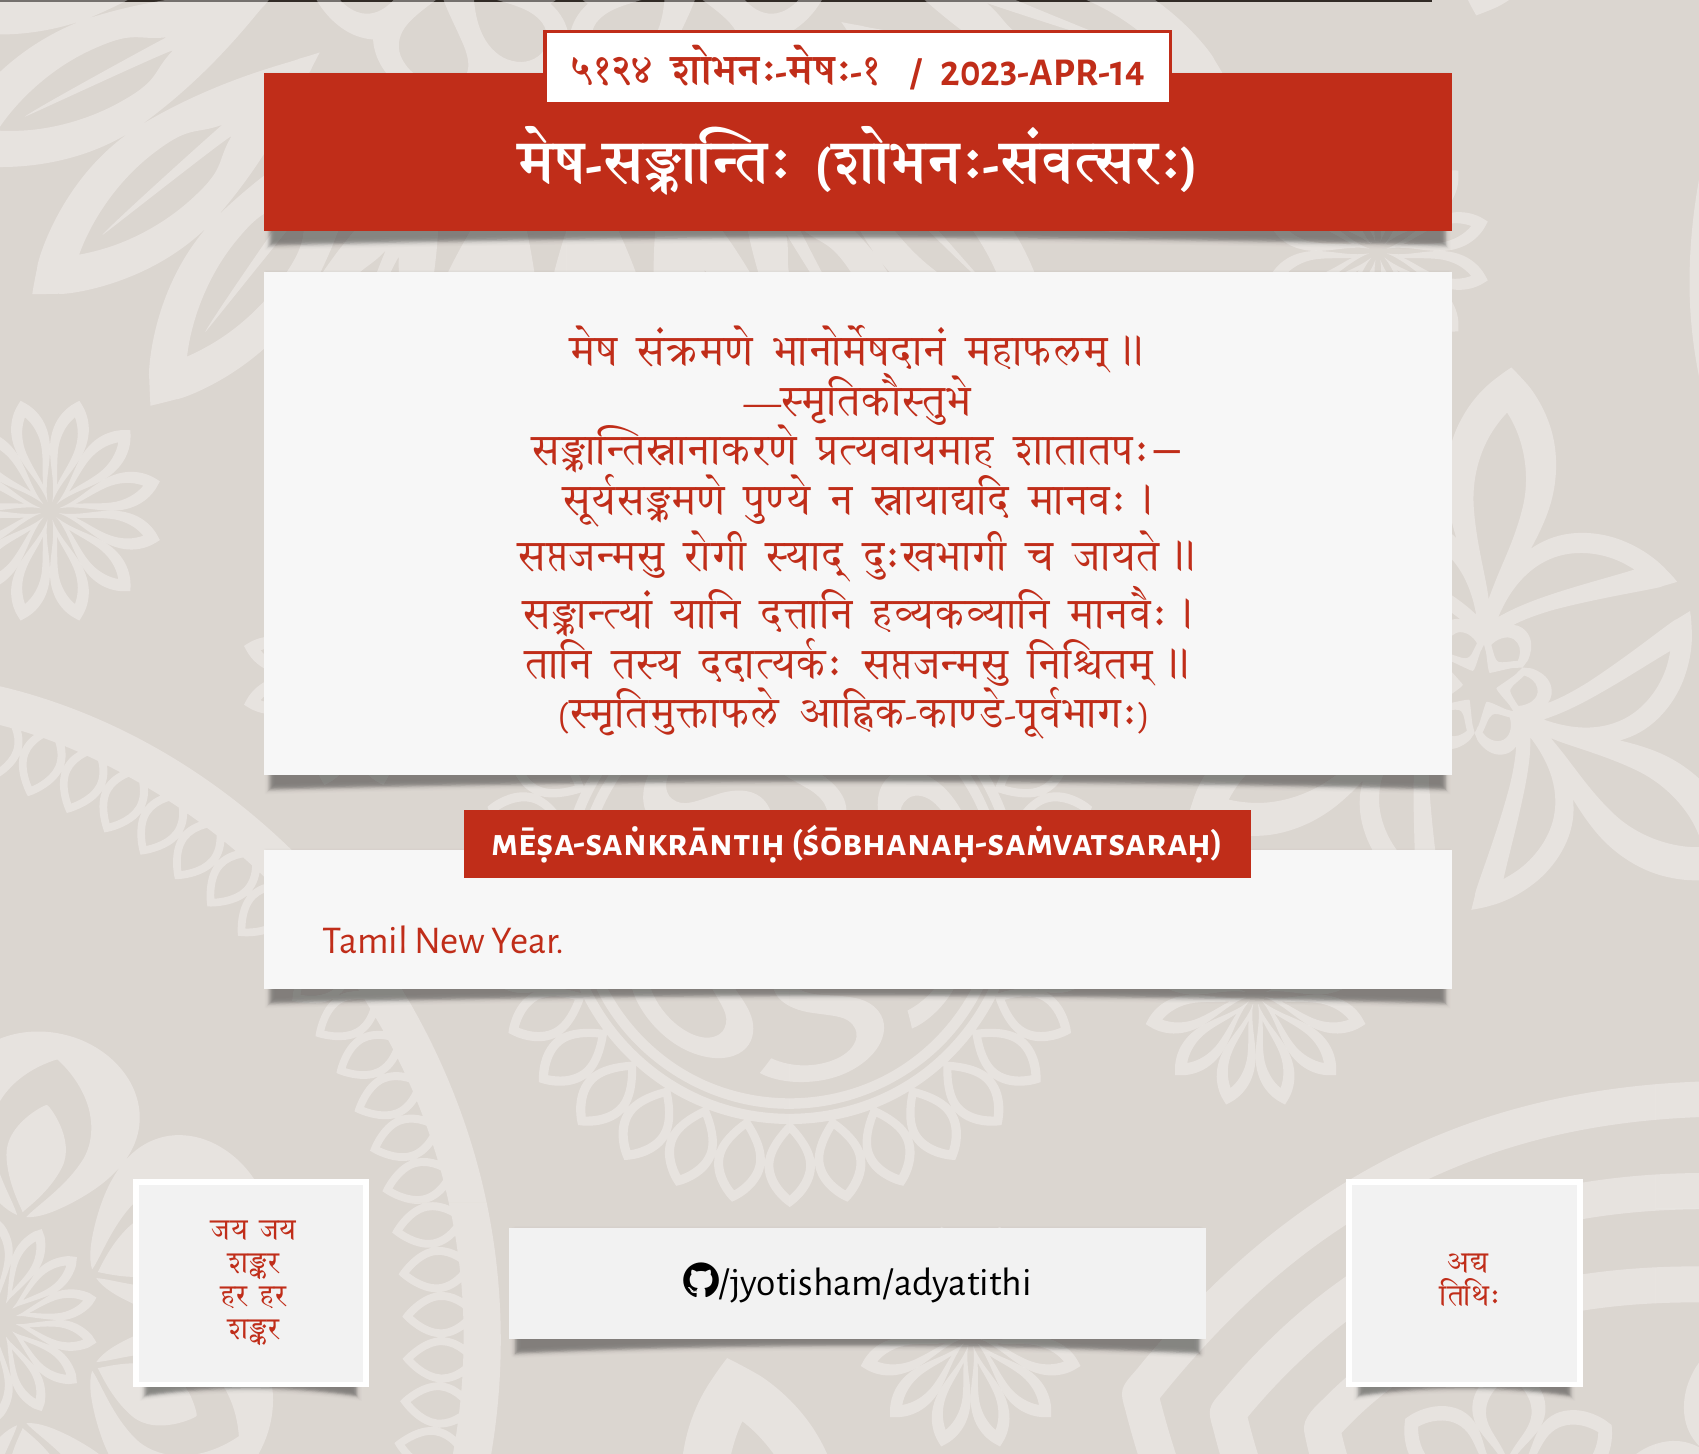 ५१२४ शोभनः-मेषः-१ / 2023-APR-14
मेष-सङ्क्रान्तिः (शोभनः-संवत्सरः)
मेष संक्रमणे भानोर्मेषदानं महाफलम् ॥
—स्मृतिकौस्तुभे
सङ्क्रान्तिस्नानाकरणे प्रत्यवायमाह शातातपः–
सूर्यसङ्क्रमणे पुण्ये न स्नायाद्यदि मानवः ।
सप्तजन्मसु रोगी स्याद् दुःखभागी च जायते ॥
सङ्क्रान्त्यां यानि दत्तानि हव्यकव्यानि मानवैः ।
तानि तस्य ददात्यर्कः सप्तजन्मसु निश्चितम् ॥
(स्मृतिमुक्ताफले आह्निक-काण्डे-पूर्वभागः)
MĒṢA-SAṄKRĀNTIḤ (ŚŌBHANAḤ-SAṀVATSARAḤ)
Tamil New Year.
जय जय
शङ्कर
हर हर
शङ्कर
/jyotisham/adyatithi
अद्य
तिथिः